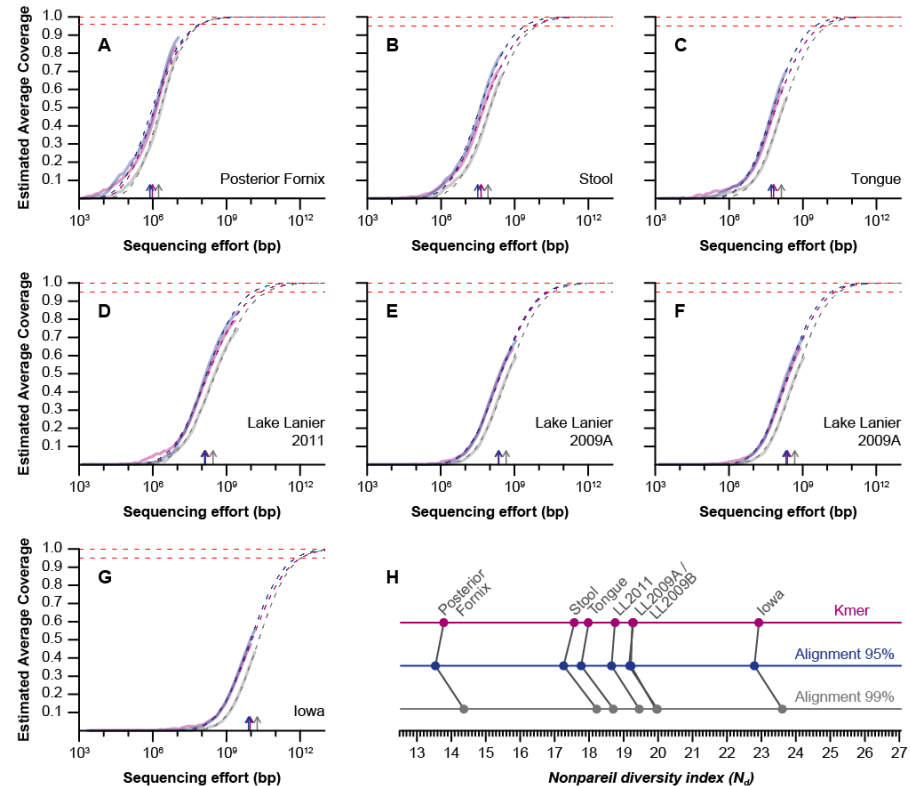 Estimated Average Coverage
1.0
0.9
0.8
0.7
0.6
0.5
0.4
0.3
0.2
0.1
A
Posterior Fornix
10³ 10⁶ 10⁹ 10¹²
Sequencing effort (bp)
B
Stool
10³ 10⁶ 10⁹ 10¹²
Sequencing effort (bp)
C
Tongue
10³ 10⁶ 10⁹ 10¹²
Sequencing effort (bp)
Estimated Average Coverage
1.0
0.9
0.8
0.7
0.6
0.5
0.4
0.3
0.2
0.1
D
Lake Lanier
2011
10³ 10⁶ 10⁹ 10¹²
Sequencing effort (bp)
E
Lake Lanier
2009A
10³ 10⁶ 10⁹ 10¹²
Sequencing effort (bp)
F
Lake Lanier
2009A
10³ 10⁶ 10⁹ 10¹²
Sequencing effort (bp)
Estimated Average Coverage
1.0
0.9
0.8
0.7
0.6
0.5
0.4
0.3
0.2
0.1
G
Iowa
10³ 10⁶ 10⁹ 10¹²
Sequencing effort (bp)
H
Posterior
Fornix
Stool
Tongue
LL2011
LL2009A /
LL2009B
Iowa
Kmer
Alignment 95%
Alignment 99%
13 14 15 16 17 18 19 20 21 22 23 24 25 26 27
Nonpareil diversity index (Nd)